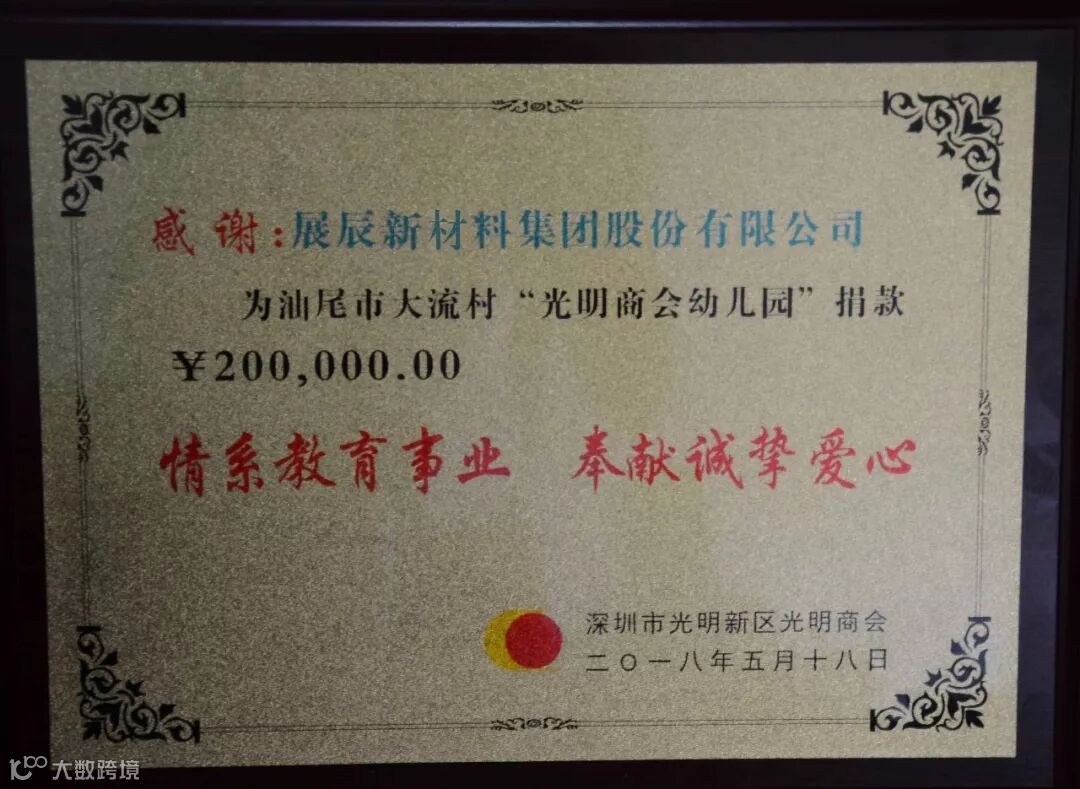 感谢:展辰新材料集团股份有限公司
为汕尾市大流村“光明商会幼儿园”捐款
￥200,000.00
情系教育事业 奉献诚挚爱心
深圳市光明新区光明商会
二〇一八年五月十八日
大数跨境